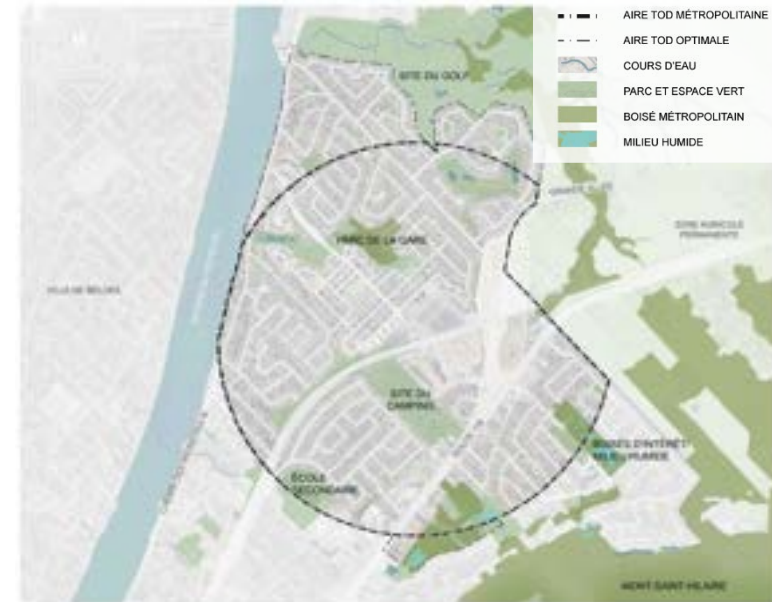 AIRE TOD MÉTROPOLITAINE
AIRE TOD OPTIMALE
COURS D'EAU
PARC ET ESPACE VERT
BOISÉ MÉTROPOLITAIN
MILIEU HUMIDE
SITE DU GOLF
PARC DE LA GARE
ZONE AGRICOLE
PERMANENTE
VILLE DE BELOEIL
SITE DU
CAMPING
BOISÉS D'INTÉRÊT/
MILIEU HUMIDE
ÉCOLE
SECONDAIRE
MONT-SAINT-HILAIRE